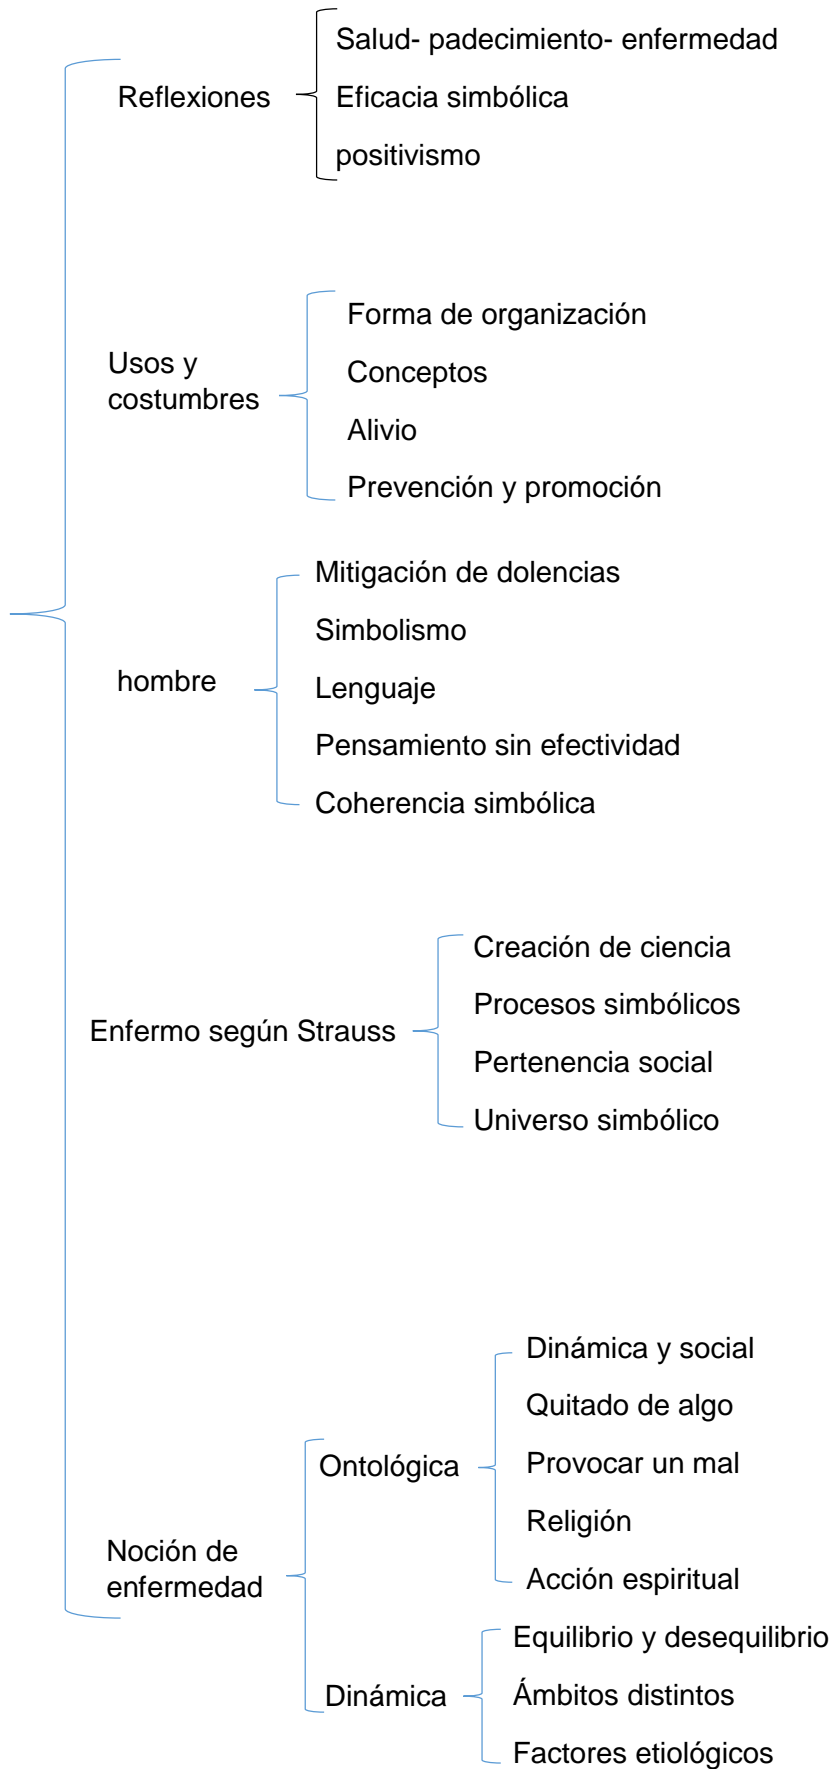 Reflexiones
Salud- padecimiento- enfermedad
Eficacia simbólica
positivismo
Usos y
costumbres
Forma de organización
Conceptos
Alivio
Prevención y promoción
hombre
Mitigación de dolencias
Simbolismo
Lenguaje
Pensamiento sin efectividad
Coherencia simbólica
Enfermo según Strauss
Creación de ciencia
Procesos simbólicos
Pertenencia social
Universo simbólico
Noción de
enfermedad
Ontológica
Dinámica y social
Quitado de algo
Provocar un mal
Religión
Acción espiritual
Dinámica
Equilibrio y desequilibrio
Ámbitos distintos
Factores etiológicos